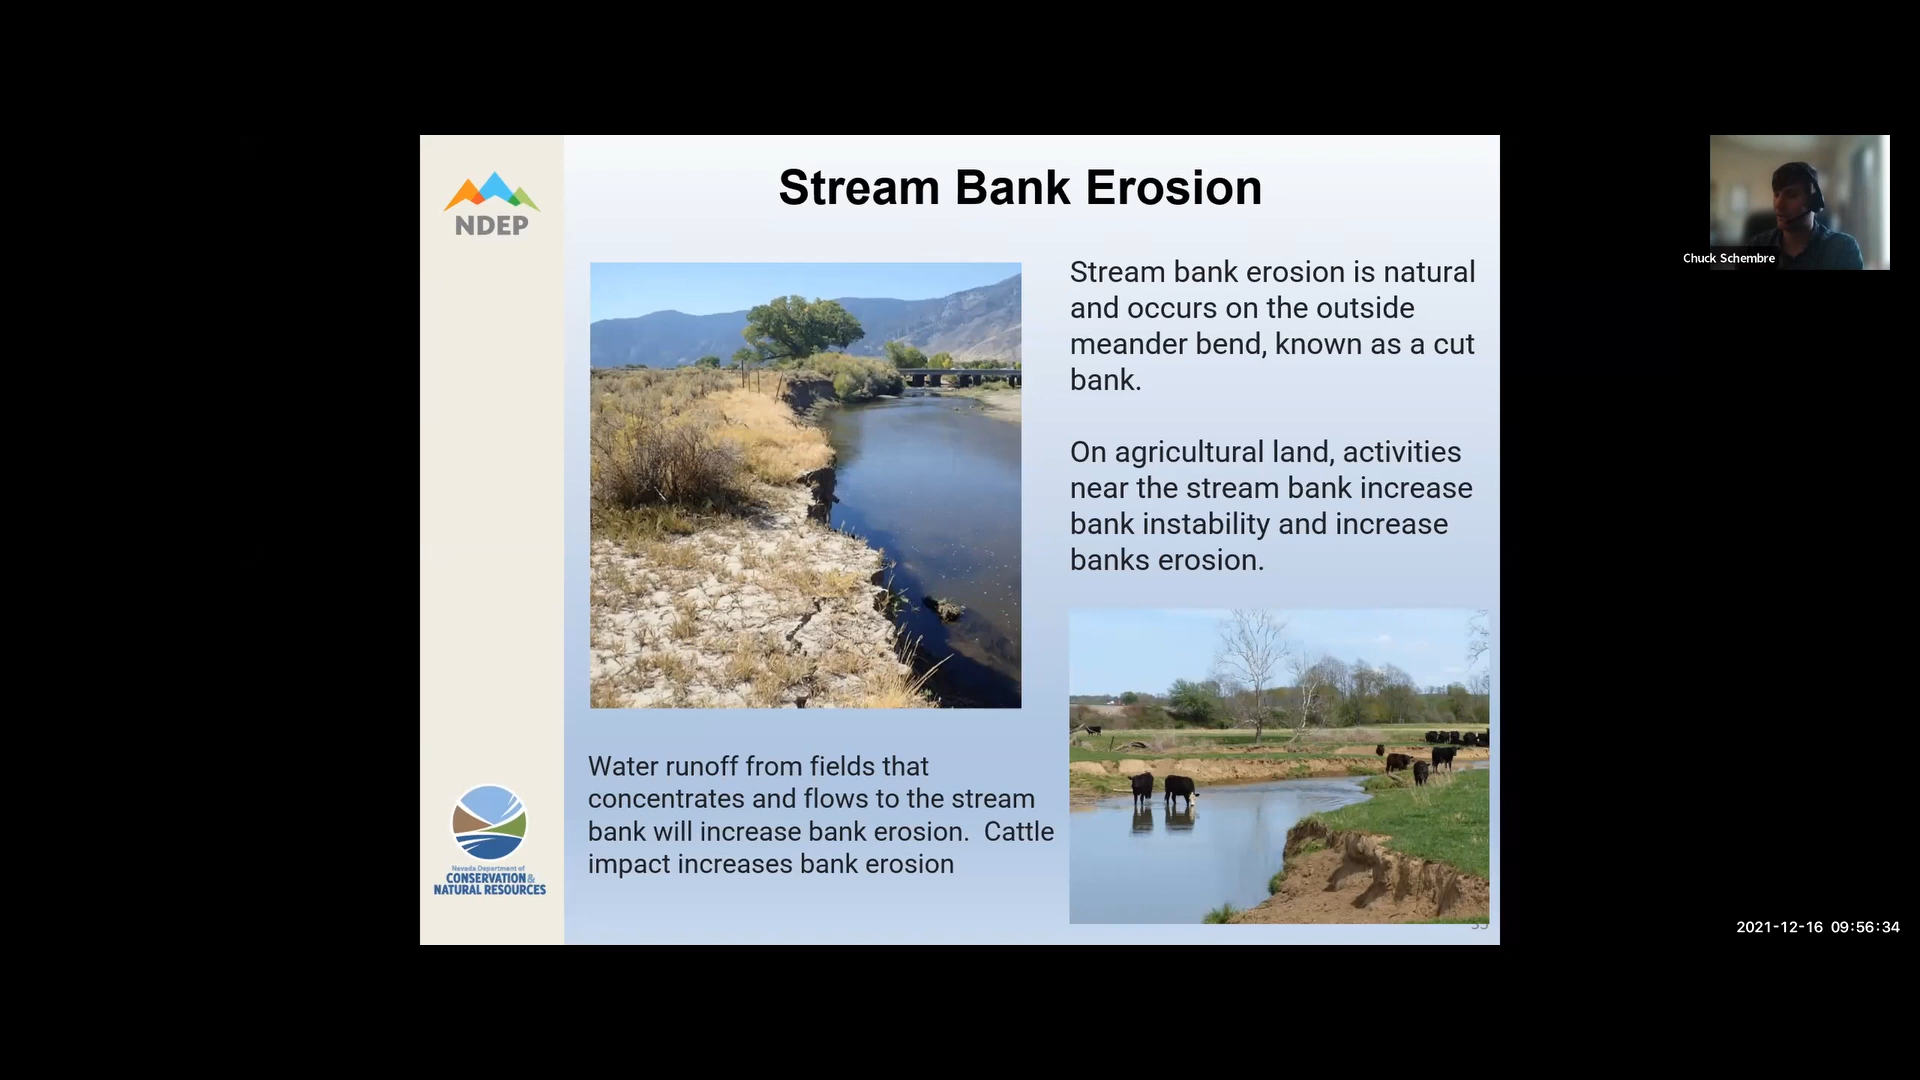 Stream Bank Erosion
NDEP
Stream bank erosion is natural
and occurs on the outside
meander bend, known as a cut
bank.
On agricultural land, activities
near the stream bank increase
bank instability and increase
banks erosion.
Water runoff from fields that
concentrates and flows to the stream
bank will increase bank erosion.  Cattle
impact increases bank erosion
Nevada Department of
CONSERVATION &
NATURAL RESOURCES
Chuck Schembre
2021-12-16 09:56:34